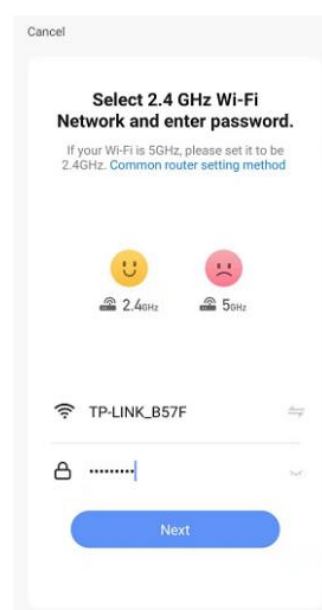 Cancel
Select 2.4 GHz Wi-Fi
Network and enter password.
If your Wi-Fi is 5GHz, please set it to be
2.4GHz. Common router setting method
2.4GHz 5GHz
TP-LINK_B57F
•••••••••
Next